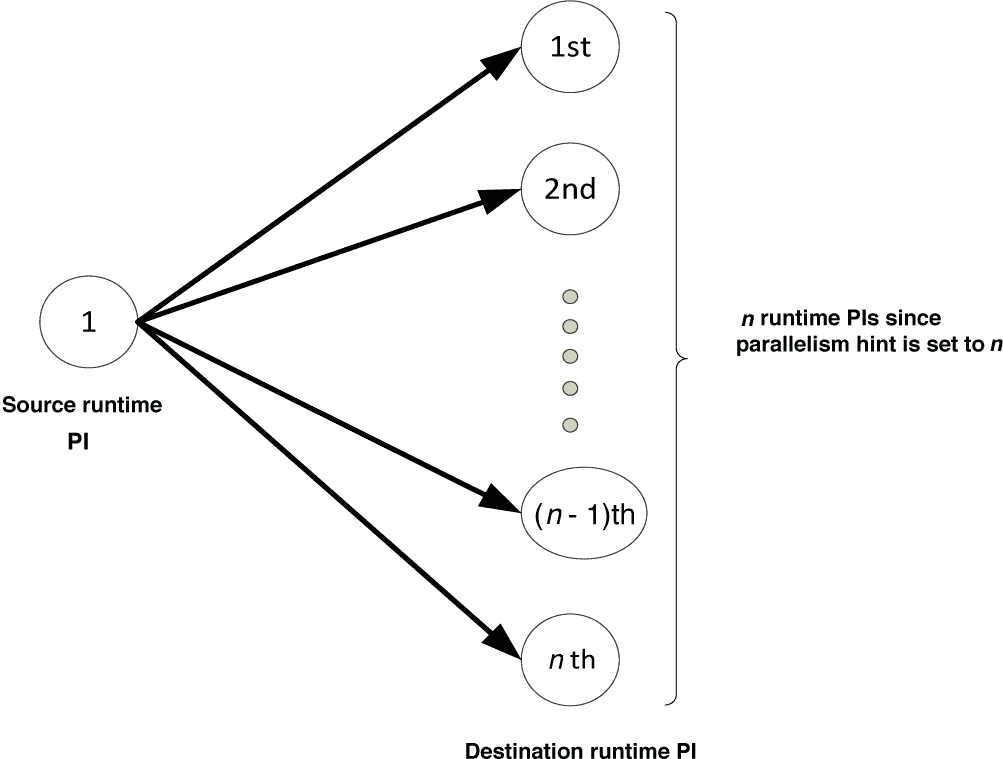 1st
2nd
1
n runtime PIs since
parallelism hint is set to n
Source runtime
PI
(n - 1)th
n th
Destination runtime PI